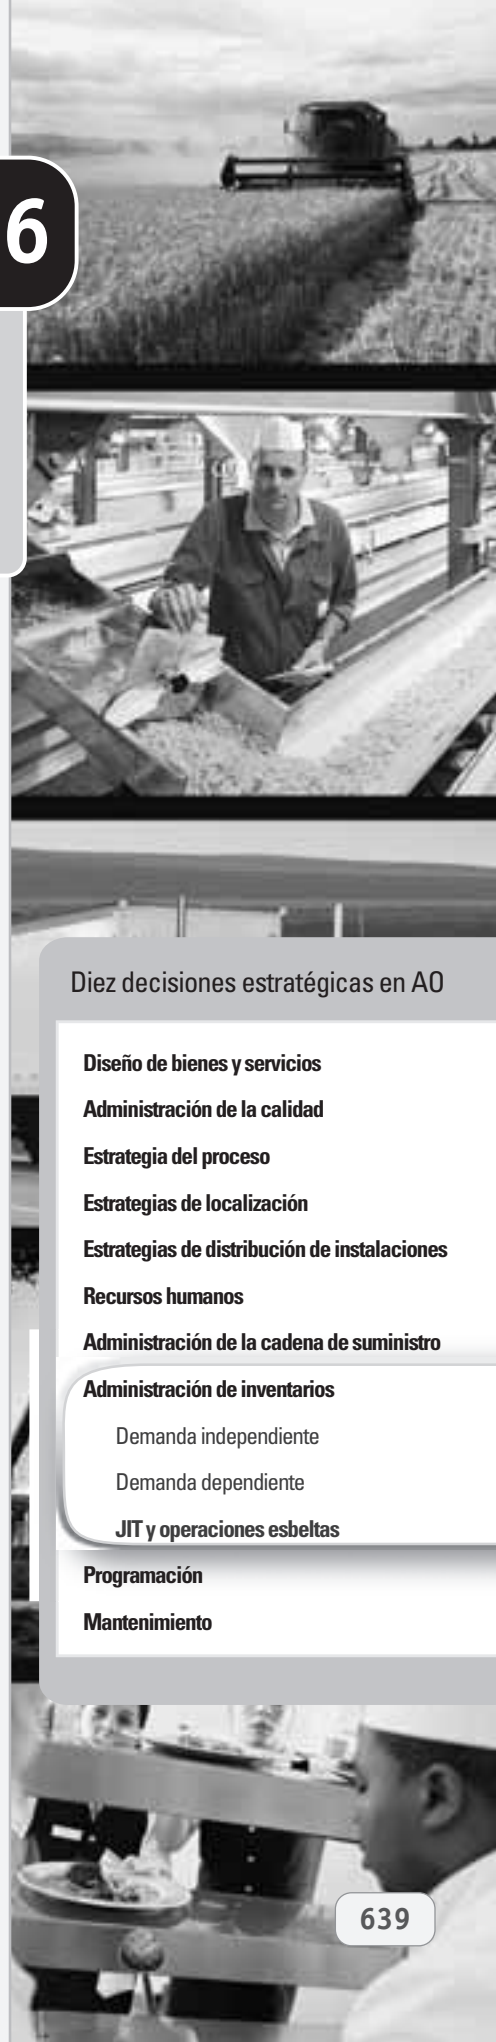 6
Diez decisiones estratégicas en AO
Diseño de bienes y servicios
Administración de la calidad
Estrategia del proceso
Estrategias de localización
Estrategias de distribución de instalaciones
Recursos humanos
Administración de la cadena de suministro
Administración de inventarios
Demanda independiente
Demanda dependiente
JIT y operaciones esbeltas
Programación
Mantenimiento
639